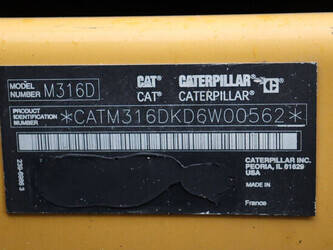 MODEL NUMBER M316D
CAT CATERPILLAR C
CAT® CATERPILLAR®
PRODUCT IDENTIFICATION NUMBER *CATM316DKD6W00562*
CATERPILLAR INC.
PEORIA, IL 61629
USA
MADE IN
France